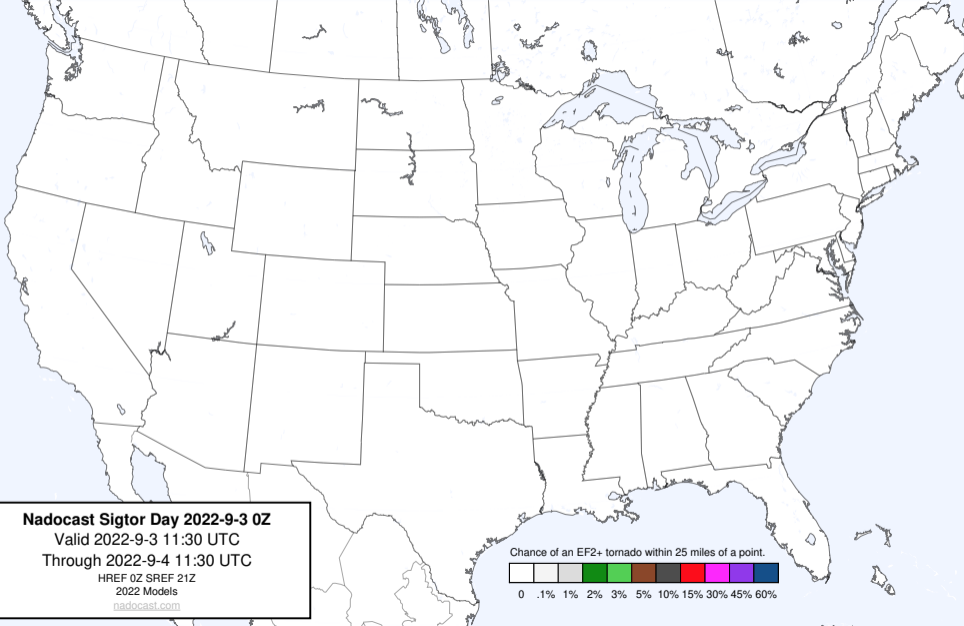 Nadocast Sigtor Day 2022-9-3 0Z
Valid 2022-9-3 11:30 UTC
Through 2022-9-4 11:30 UTC
HREF 0Z SREF 21Z
2022 Models
nadocast.com
Chance of an EF2+ tornado within 25 miles of a point.
0 .1% 1% 2% 3% 5% 10% 15% 30% 45% 60%